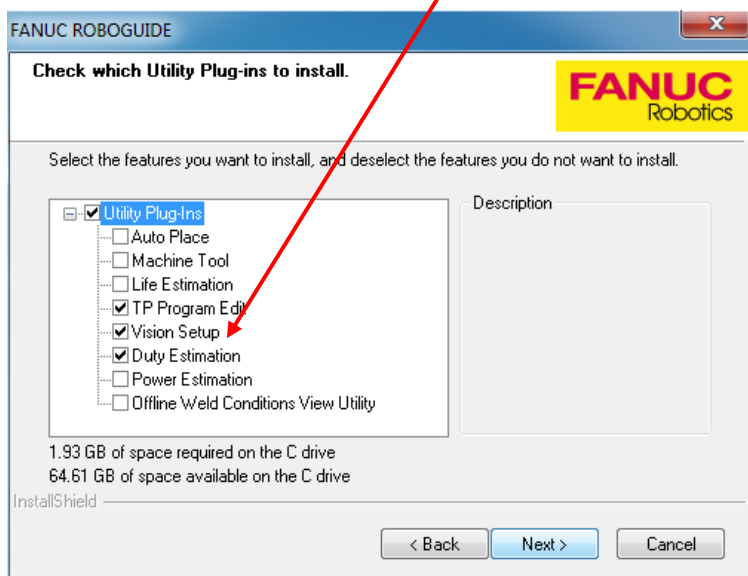 FANUC ROBOGUIDE
Check which Utility Plug-ins to install.
FANUC
Robotics
Select the features you want to install, and deselect the features you do not want to install.
Utility Plug-Ins
Auto Place
Machine Tool
Life Estimation
TP Program Edit
Vision Setup
Duty Estimation
Power Estimation
Offline Weld Conditions View Utility
Description
1.93 GB of space required on the C drive
64.61 GB of space available on the C drive
InstallShield
< Back
Next >
Cancel